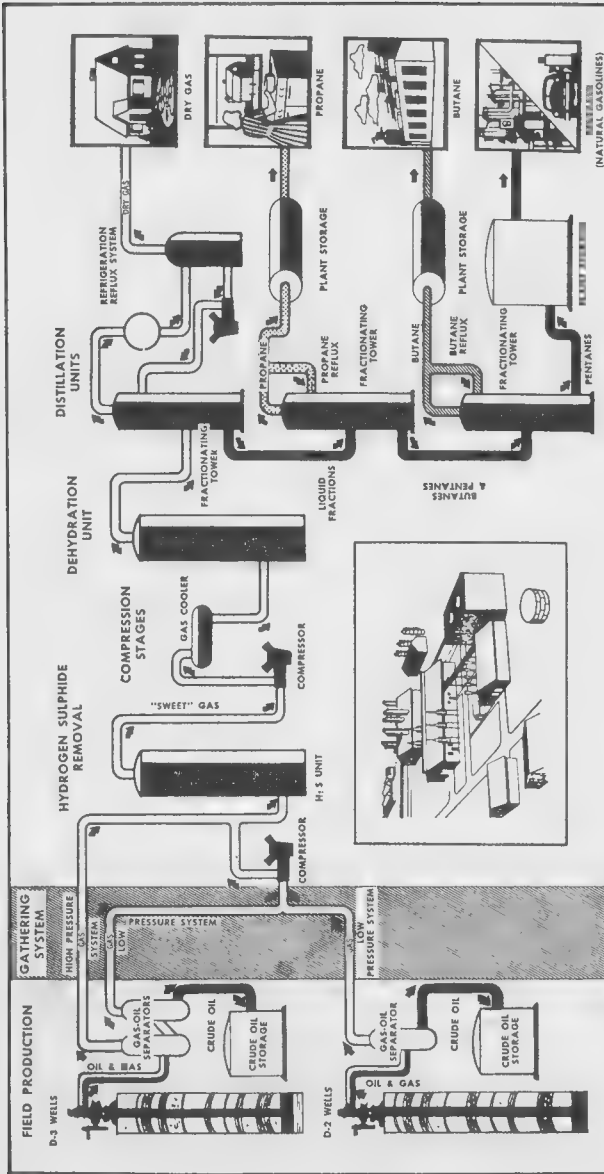 FIELD PRODUCTION
D-3 WELLS
OIL & GAS
GAS-OIL
SEPARATORS
CRUDE OIL
CRUDE OIL
STORAGE
D-2 WELLS
OIL & GAS
GAS-OIL
SEPARATOR
CRUDE OIL
CRUDE OIL
STORAGE
GATHERING
SYSTEM
HIGH PRESSURE
GAS
SYSTEM
GAS
LOW
PRESSURE SYSTEM
GAS
LOW
PRESSURE SYSTEM
HYDROGEN SULPHIDE
REMOVAL
COMPRESSOR
H2S UNIT
"SWEET" GAS
COMPRESSION
STAGES
GAS COOLER
COMPRESSOR
DEHYDRATION
UNIT
DISTILLATION
UNITS
FRACTIONATING
TOWER
REFRIGERATION
REFLUX SYSTEM
DRY GAS
DRY GAS
LIQUID
FRACTIONS
PROPANE
PROPANE
REFLUX
FRACTIONATING
TOWER
PLANT STORAGE
PROPANE
BUTANES
& PENTANES
BUTANE
BUTANE
REFLUX
FRACTIONATING
TOWER
PLANT STORAGE
BUTANE
PENTANES
(NATURAL GASOLINES)